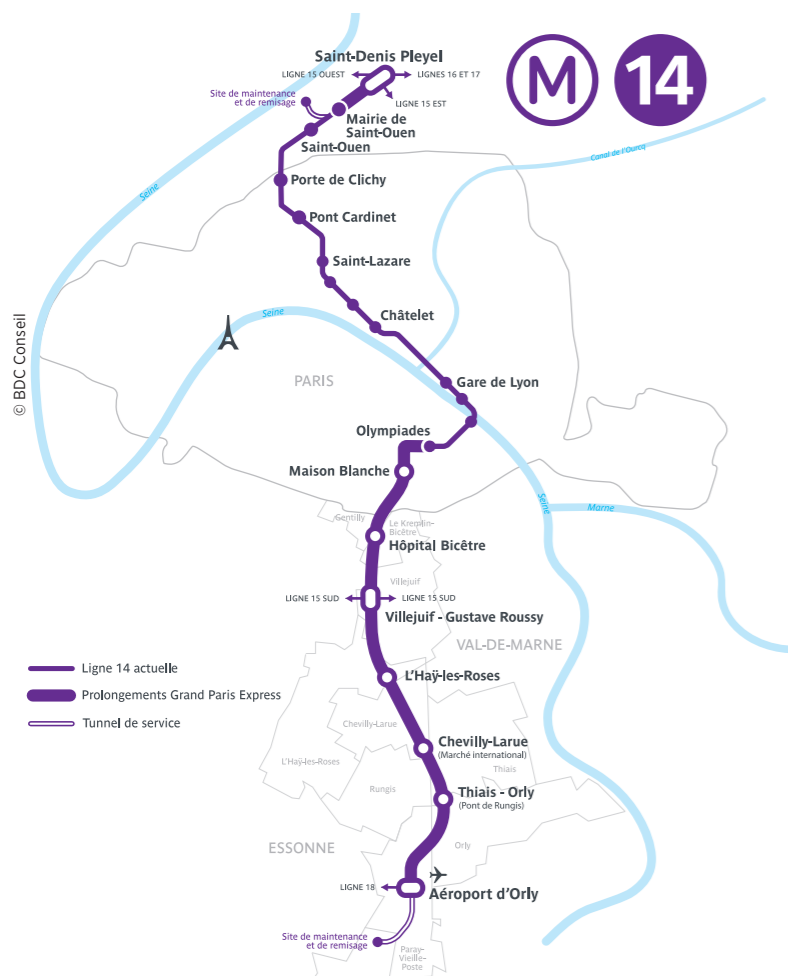 Saint-Denis Pleyel
M
14
LIGNE 15 OUEST
LIGNES 16 ET 17
LIGNE 15 EST
Site de maintenance
et de remisage
Mairie de
Saint-Ouen
Saint-Ouen
Canal de l'Ourcq
Porte de Clichy
Seine
Pont Cardinet
Saint-Lazare
Seine
Châtelet
© BDC Conseil
PARIS
Gare de Lyon
Olympiades
Maison Blanche
Seine
Marne
Gentilly
Le Kremlin-
Bicêtre
Hôpital Bicêtre
Villejuif
LIGNE 15 SUD
LIGNE 15 SUD
Villejuif - Gustave Roussy
VAL-DE-MARNE
Ligne 14 actuelle
L'Haÿ-les-Roses
Prolongements Grand Paris Express
Tunnel de service
Chevilly-Larue
Chevilly-Larue
(Marché international)
L'Haÿ-les-Roses
Thiais
Rungis
Thiais - Orly
(Pont de Rungis)
ESSONNE
Orly
LIGNE 18
Aéroport d'Orly
Site de maintenance
et de remisage
Paray-
Vieille-
Poste